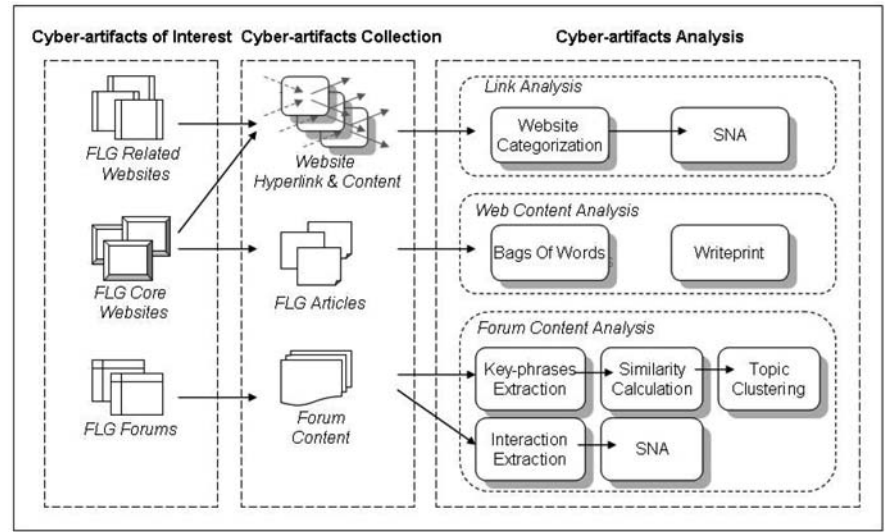 Cyber-artifacts of Interest
Cyber-artifacts Collection
Cyber-artifacts Analysis
FLG Related
Websites
FLG Core
Websites
FLG Forums
Website
Hyperlink & Content
FLG Articles
Forum
Content
Link Analysis
Website
Categorization
SNA
Web Content Analysis
Bags Of Words
Writeprint
Forum Content Analysis
Key-phrases
Extraction
Similarity
Calculation
Topic
Clustering
Interaction
Extraction
SNA